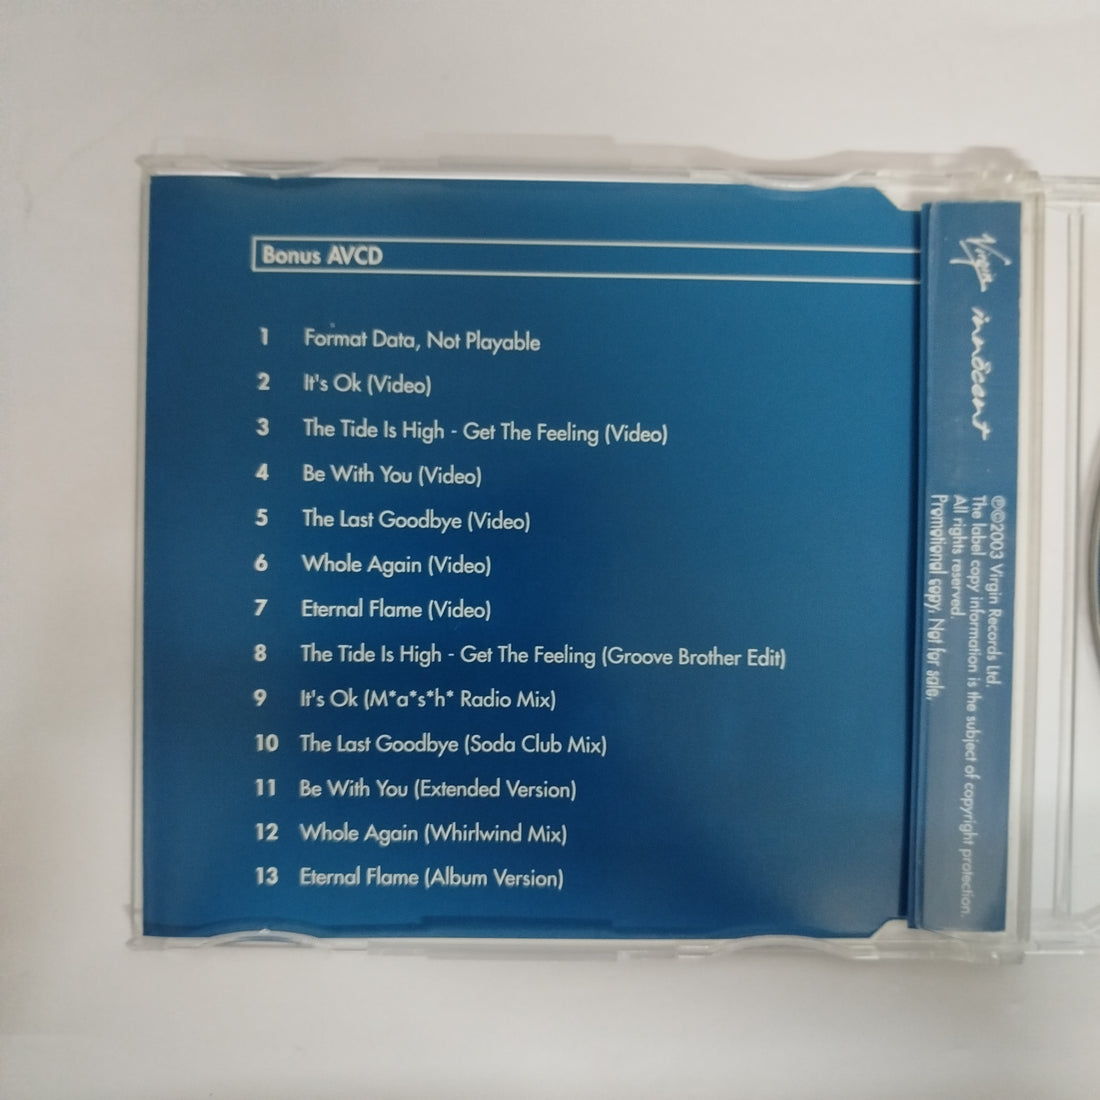 Bonus AVCD
1 Format Data, Not Playable
2 It's Ok (Video)
3 The Tide Is High - Get The Feeling (Video)
4 Be With You (Video)
5 The Last Goodbye (Video)
6 Whole Again (Video)
7 Eternal Flame (Video)
8 The Tide Is High - Get The Feeling (Groove Brother Edit)
9 It's Ok (M*a*s*h* Radio Mix)
10 The Last Goodbye (Soda Club Mix)
11 Be With You (Extended Version)
12 Whole Again (Whirlwind Mix)
13 Eternal Flame (Album Version)
Virgin innocent
℗©2003 Virgin Records Ltd.
The label copy information is the subject of copyright protection.
All rights reserved.
Promotional copy. Not for sale.